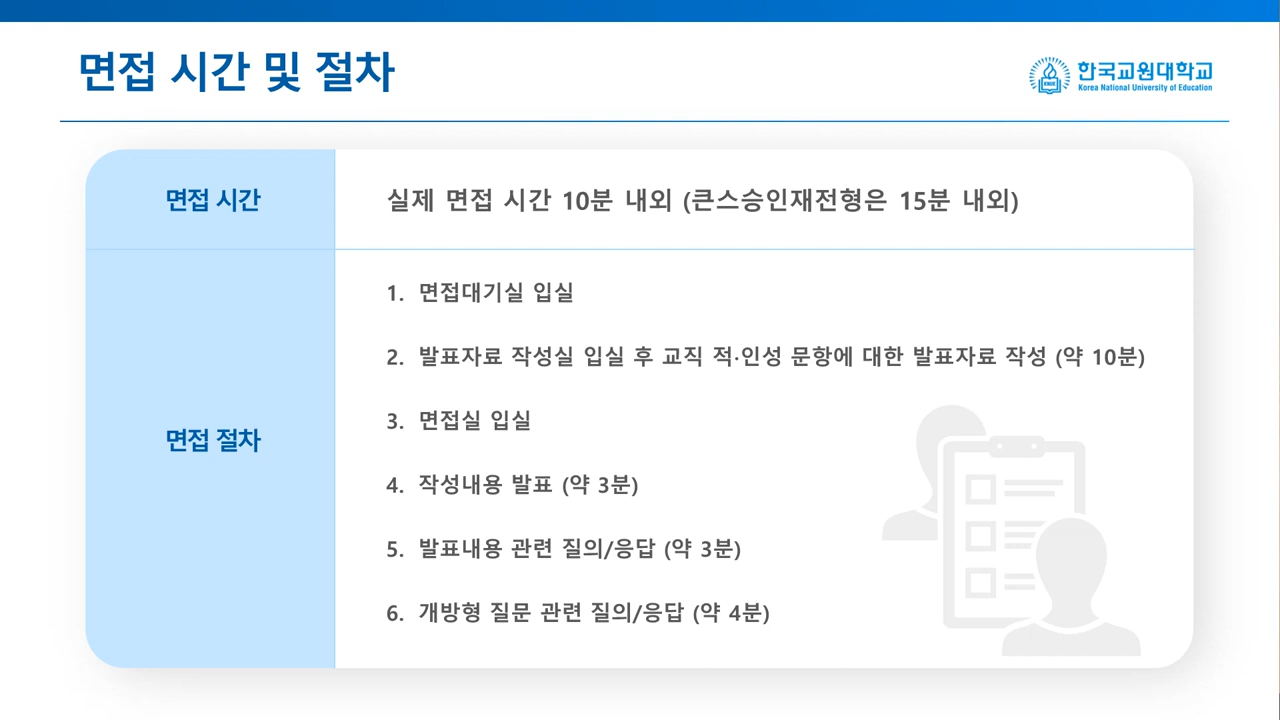 면접 시간 및 절차
한국교원대학교
Korea National University of Education
면접 시간
실제 면접 시간 10분 내외 (큰스승인재전형은 15분 내외)
면접 절차
1. 면접대기실 입실
2. 발표자료 작성실 입실 후 교직 적·인성 문항에 대한 발표자료 작성 (약 10분)
3. 면접실 입실
4. 작성내용 발표 (약 3분)
5. 발표내용 관련 질의/응답 (약 3분)
6. 개방형 질문 관련 질의/응답 (약 4분)